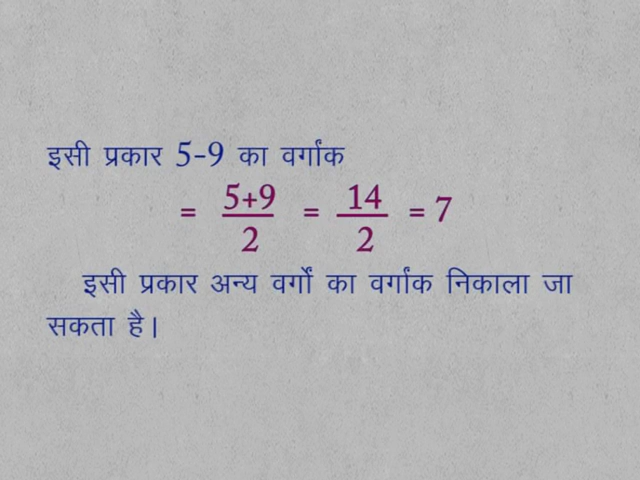 इसी प्रकार 5-9 का वर्गांक
= 5+9/2 = 14/2 = 7
इसी प्रकार अन्य वर्गों का वर्गांक निकाला जा
सकता है।